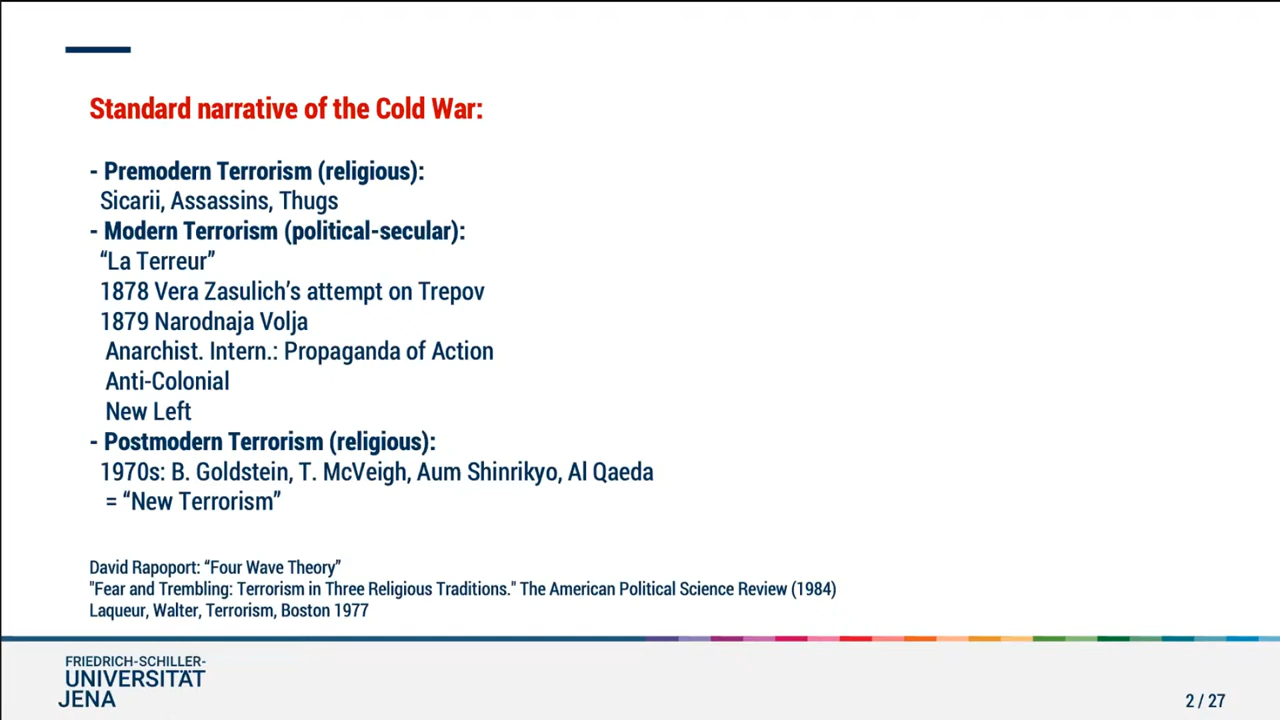 Standard narrative of the Cold War:
- Premodern Terrorism (religious):
Sicarii, Assassins, Thugs
- Modern Terrorism (political-secular):
“La Terreur”
1878 Vera Zasulich’s attempt on Trepov
1879 Narodnaja Volja
Anarchist. Intern.: Propaganda of Action
Anti-Colonial
New Left
- Postmodern Terrorism (religious):
1970s: B. Goldstein, T. McVeigh, Aum Shinrikyo, Al Qaeda
= “New Terrorism”
David Rapoport: “Four Wave Theory”
"Fear and Trembling: Terrorism in Three Religious Traditions." The American Political Science Review (1984)
Laqueur, Walter, Terrorism, Boston 1977
FRIEDRICH-SCHILLER-
UNIVERSITÄT
JENA
2 / 27